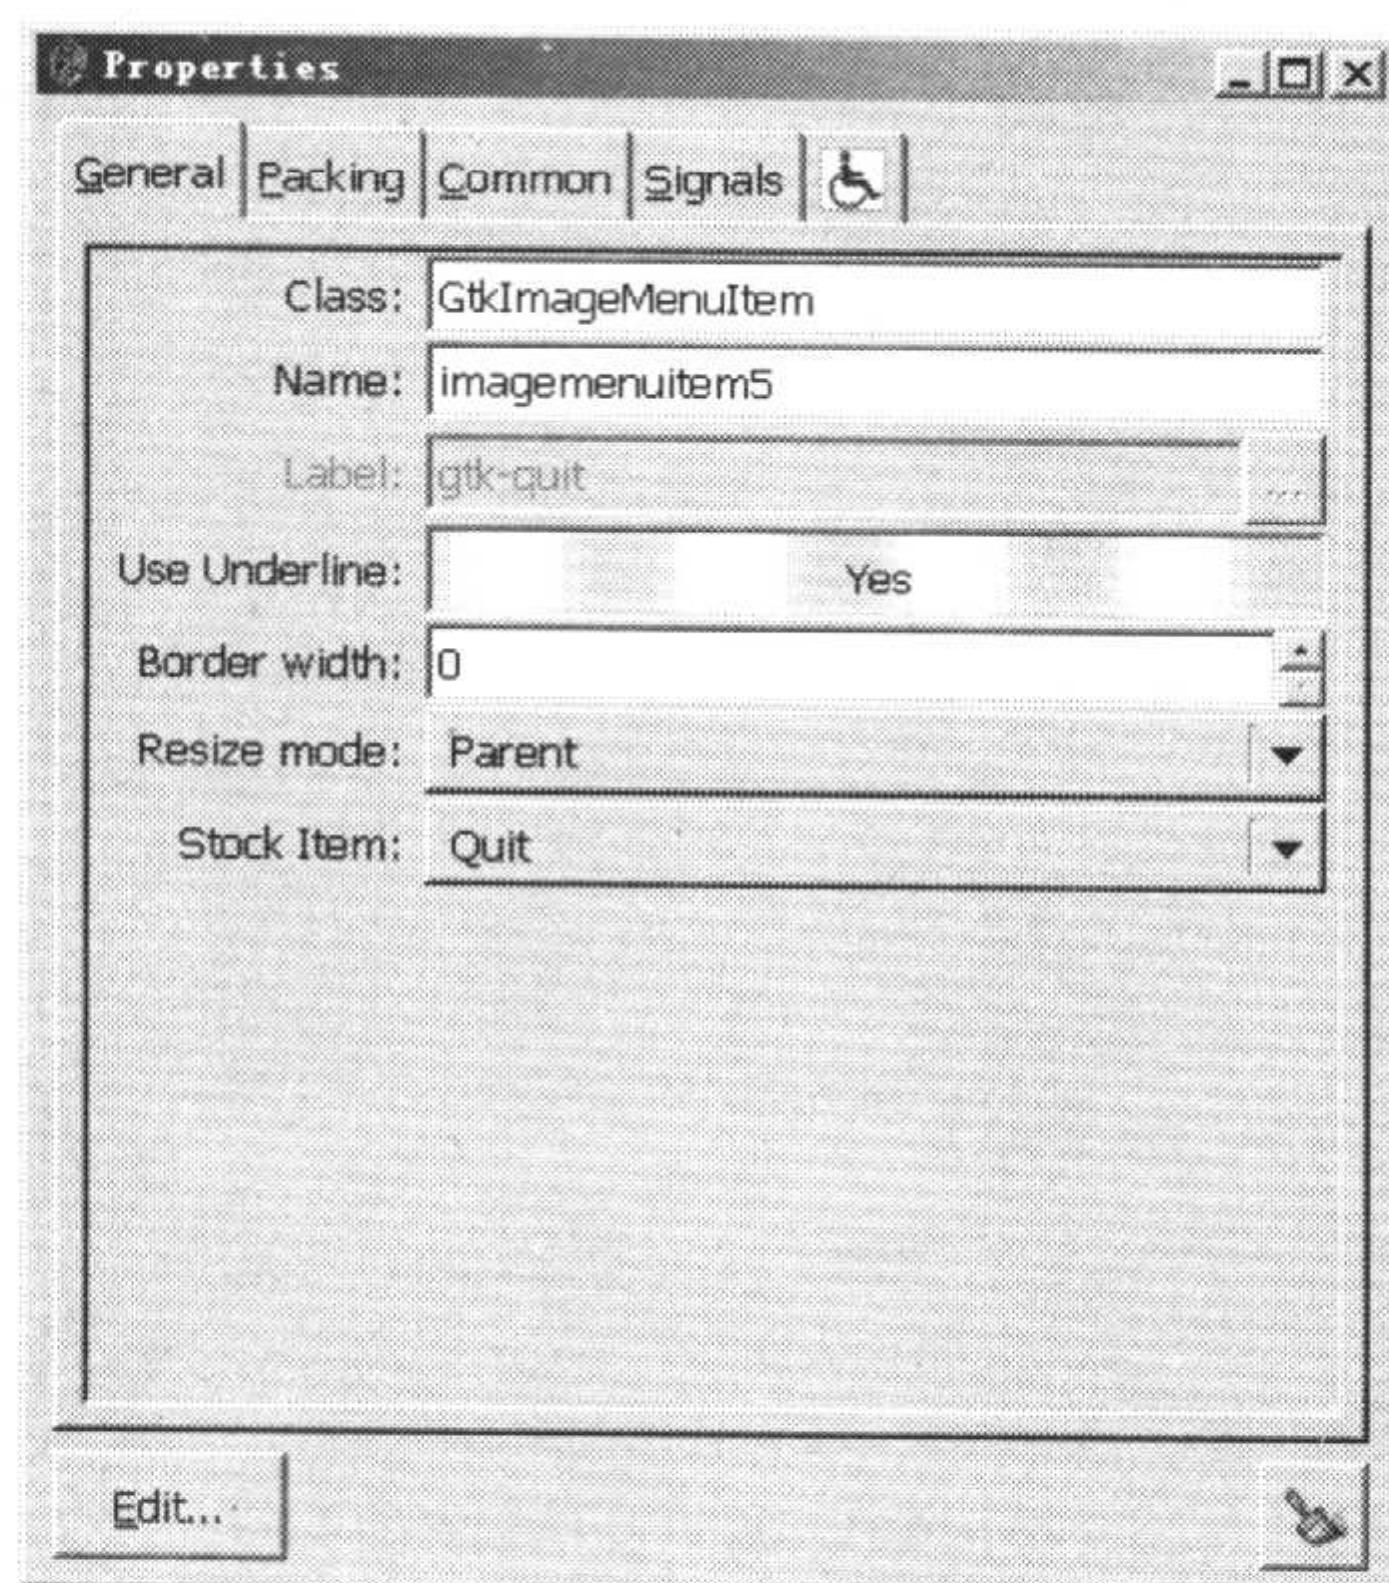 Properties
General Packing Common Signals
Class: GtkImageMenuItem
Name: imagemenuitem5
Label: gtk-quit ...
Use Underline: Yes
Border width: 0
Resize mode: Parent
Stock Item: Quit
Edit...